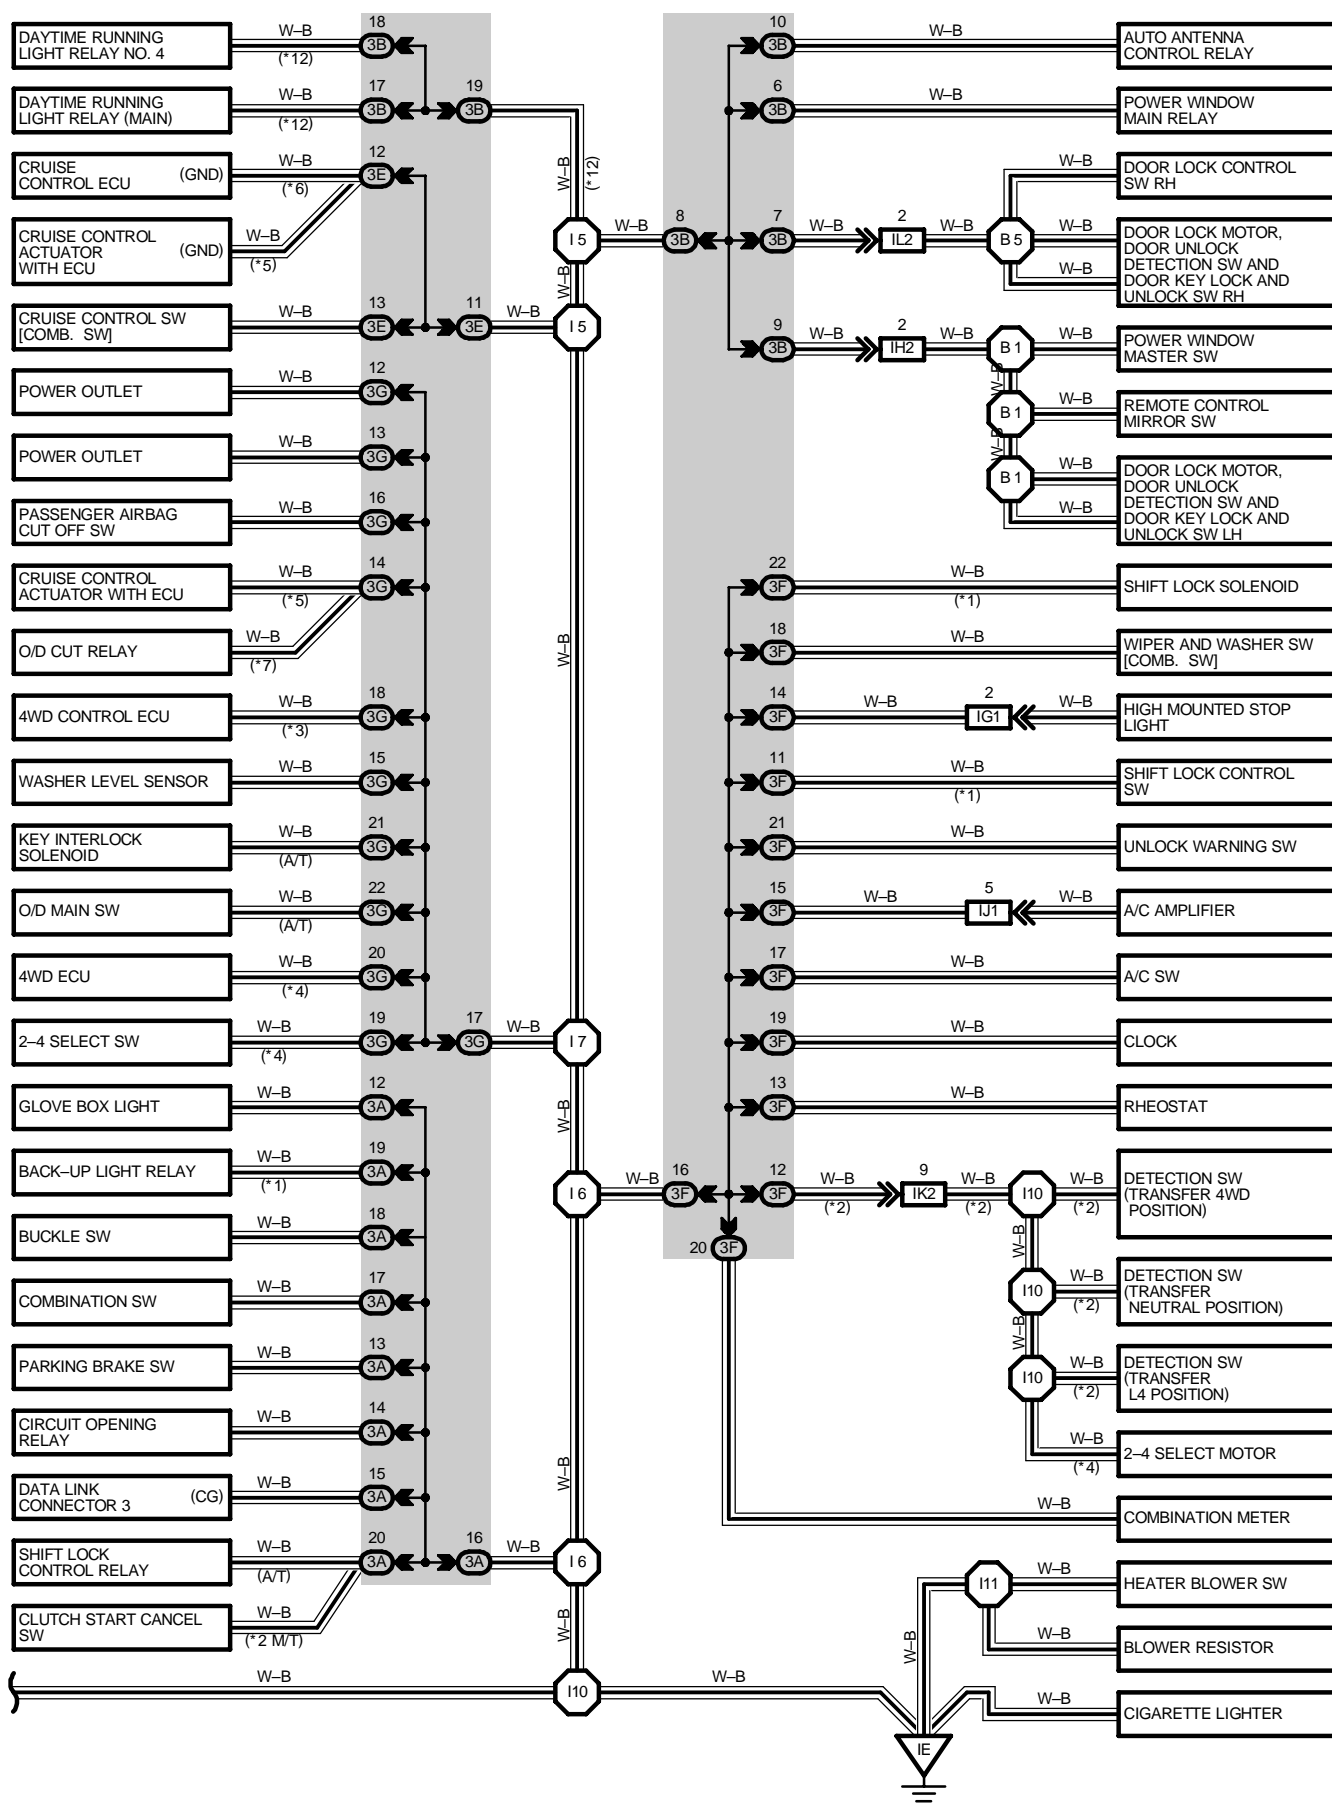 DAYTIME RUNNING
LIGHT RELAY NO. 4
W–B
(*12)
18
3B
DAYTIME RUNNING
LIGHT RELAY (MAIN)
W–B
(*12)
17
3B
19
3B
W–B
(*12)
CRUISE
CONTROL ECU
(GND)
W–B
(*6)
12
3E
CRUISE CONTROL
ACTUATOR
WITH ECU
(GND)
W–B
(*5)
I 5
W–B
CRUISE CONTROL SW
[COMB. SW]
W–B
13
3E
11
3E
W–B
I 5
POWER OUTLET
W–B
12
3G
POWER OUTLET
W–B
13
3G
PASSENGER AIRBAG
CUT OFF SW
W–B
16
3G
CRUISE CONTROL
ACTUATOR WITH ECU
W–B
(*5)
14
3G
O/D CUT RELAY
W–B
(*7)
W–B
4WD CONTROL ECU
W–B
(*3)
18
3G
WASHER LEVEL SENSOR
W–B
15
3G
KEY INTERLOCK
SOLENOID
W–B
(A/T)
21
3G
O/D MAIN SW
W–B
(A/T)
22
3G
4WD ECU
W–B
(*4)
20
3G
2–4 SELECT SW
W–B
(*4)
19
3G
17
3G
W–B
I 7
GLOVE BOX LIGHT
W–B
12
3A
W–B
BACK–UP LIGHT RELAY
W–B
(*1)
19
3A
I 6
BUCKLE SW
W–B
18
3A
COMBINATION SW
W–B
17
3A
PARKING BRAKE SW
W–B
13
3A
CIRCUIT OPENING
RELAY
W–B
14
3A
DATA LINK
CONNECTOR 3
(CG)
W–B
15
3A
W–B
SHIFT LOCK
CONTROL RELAY
W–B
(A/T)
20
3A
16
3A
W–B
I 6
CLUTCH START CANCEL
SW
W–B
(*2 M/T)
W–B
W–B
I10
W–B
10
3B
W–B
AUTO ANTENNA
CONTROL RELAY
6
3B
W–B
POWER WINDOW
MAIN RELAY
W–B
DOOR LOCK CONTROL
SW RH
W–B
8
3B
7
3B
W–B
2
IL2
W–B
B 5
W–B
W–B
DOOR LOCK MOTOR,
DOOR UNLOCK
DETECTION SW AND
DOOR KEY LOCK AND
UNLOCK SW RH
9
3B
W–B
2
IH2
W–B
B 1
W–B
POWER WINDOW
MASTER SW
W–B
B 1
W–B
REMOTE CONTROL
MIRROR SW
W–B
B 1
W–B
W–B
DOOR LOCK MOTOR,
DOOR UNLOCK
DETECTION SW AND
DOOR KEY LOCK AND
UNLOCK SW LH
22
3F
W–B
(*1)
SHIFT LOCK SOLENOID
18
3F
W–B
WIPER AND WASHER SW
[COMB. SW]
14
3F
W–B
2
IG1
W–B
HIGH MOUNTED STOP
LIGHT
11
3F
W–B
(*1)
SHIFT LOCK CONTROL
SW
21
3F
W–B
UNLOCK WARNING SW
15
3F
W–B
5
IJ1
W–B
A/C AMPLIFIER
17
3F
W–B
A/C SW
19
3F
W–B
CLOCK
13
3F
W–B
RHEOSTAT
W–B
16
3F
12
3F
W–B
(*2)
9
IK2
W–B
(*2)
I10
W–B
(*2)
DETECTION SW
(TRANSFER 4WD
POSITION)
20
3F
W–B
I10
W–B
(*2)
DETECTION SW
(TRANSFER
NEUTRAL POSITION)
W–B
I10
W–B
(*2)
DETECTION SW
(TRANSFER
L4 POSITION)
W–B
(*4)
2–4 SELECT MOTOR
W–B
COMBINATION METER
I11
W–B
HEATER BLOWER SW
W–B
W–B
BLOWER RESISTOR
W–B
CIGARETTE LIGHTER
IE